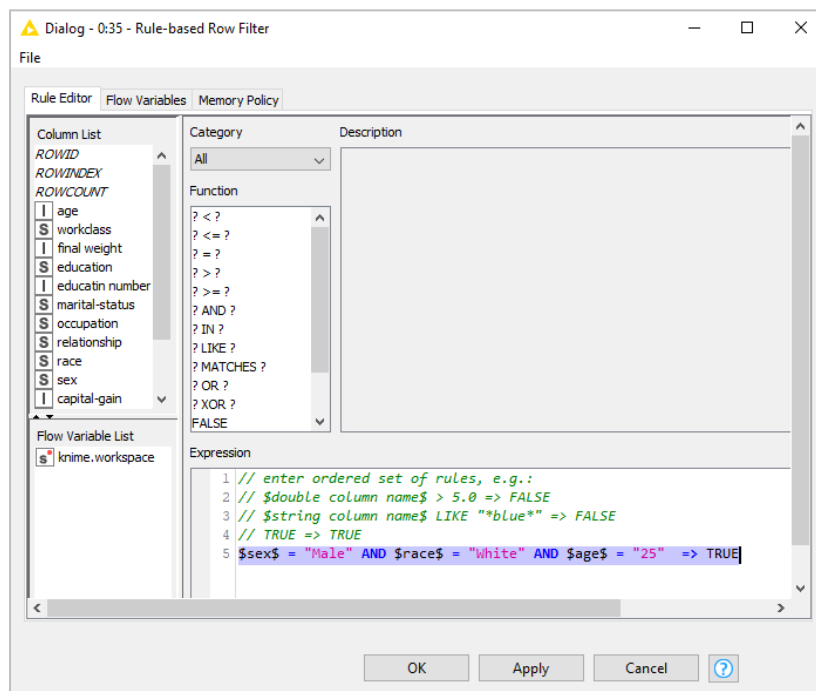 Dialog - 0:35 - Rule-based Row Filter
File
Rule Editor
Flow Variables
Memory Policy
Column List
ROWID
ROWINDEX
ROWCOUNT
I age
S workclass
I final weight
S education
I educatin number
S marital-status
S occupation
S relationship
S race
S sex
I capital-gain
Flow Variable List
s knime.workspace
Category
All
Function
? < ?
? <= ?
? = ?
? > ?
? >= ?
? AND ?
? IN ?
? LIKE ?
? MATCHES ?
? OR ?
? XOR ?
FALSE
Description
Expression
1 // enter ordered set of rules, e.g.:
2 // $double column name$ > 5.0 => FALSE
3 // $string column name$ LIKE "*blue*" => FALSE
4 // TRUE => TRUE
5 $sex$ = "Male" AND $race$ = "White" AND $age$ = "25"  => TRUE
OK
Apply
Cancel
?